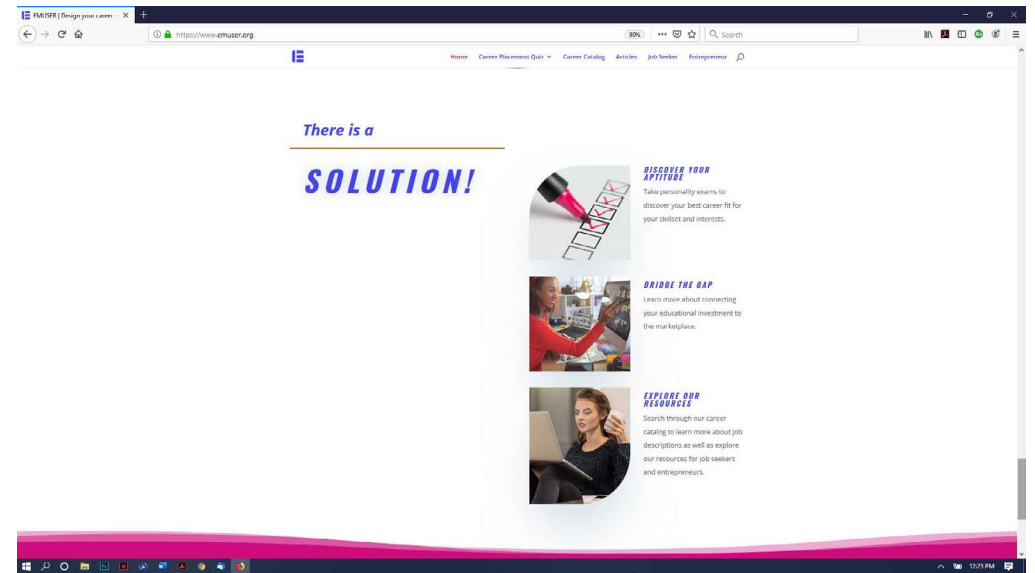 EMUSER | Design your career -
https://www.emuser.org
80%
Search
Home Career Placement Quiz Career Catalog Articles Job Seeker Entrepreneur
There is a
SOLUTION!
DISCOVER YOUR
APTITUDE
Take personality exams to
discover your best career fit for
your skillset and interests.
BRIDGE THE GAP
Learn more about connecting
your educational investment to
the marketplace.
EXPLORE OUR
RESOURCES
Search through our career
catalog to learn more about job
descriptions as well as explore
our resources for job seekers
and entrepreneurs.
12:23 PM